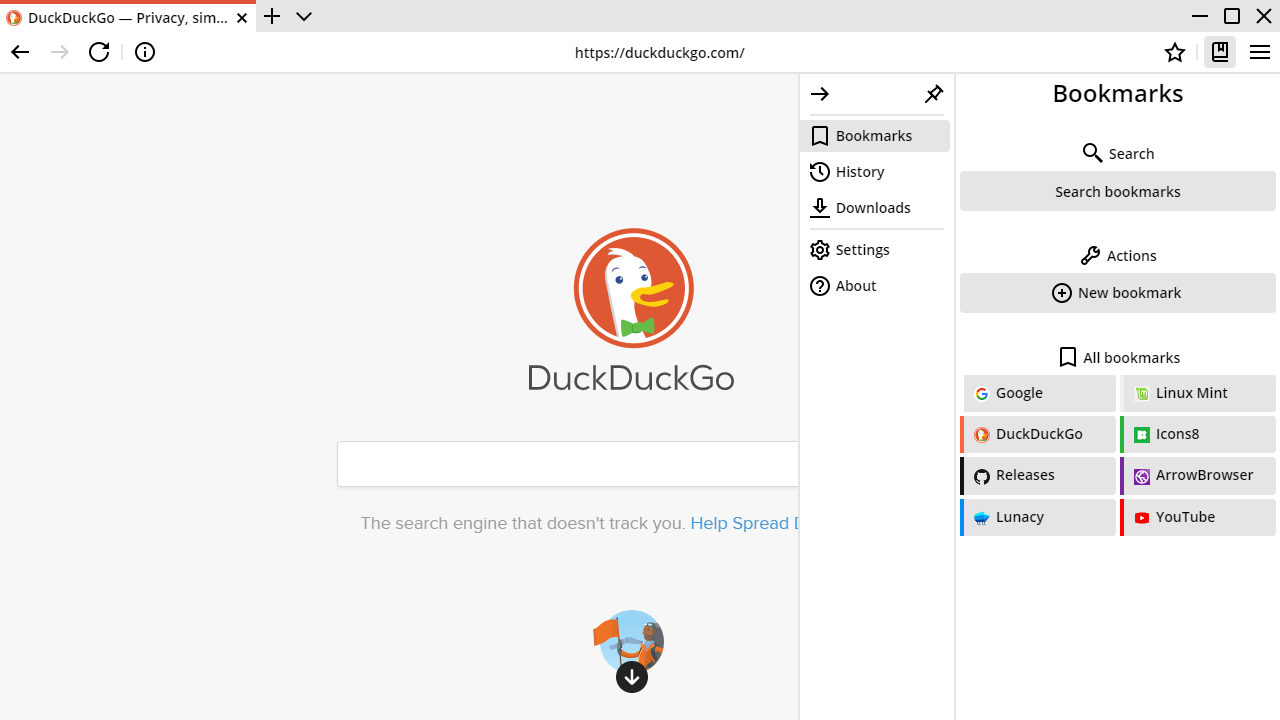 DuckDuckGo — Privacy, sim...
https://duckduckgo.com/
DuckDuckGo
The search engine that doesn't track you. Help Spread
Bookmarks
History
Downloads
Settings
About
Bookmarks
Search
Search bookmarks
Actions
New bookmark
All bookmarks
Google
Linux Mint
DuckDuckGo
Icons8
Releases
ArrowBrowser
Lunacy
YouTube